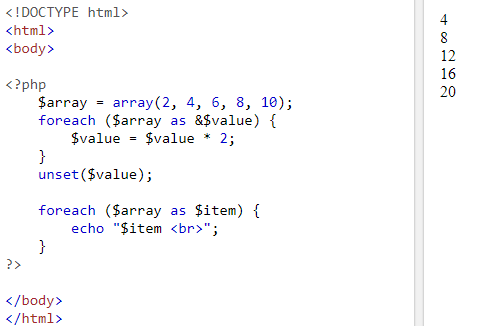 <!DOCTYPE html>
<html>
<body>
<?php
$array = array(2, 4, 6, 8, 10);
foreach ($array as &$value) {
$value = $value * 2;
}
unset($value);
foreach ($array as $item) {
echo "$item <br>";
}
?>
</body>
</html>
4
8
12
16
20